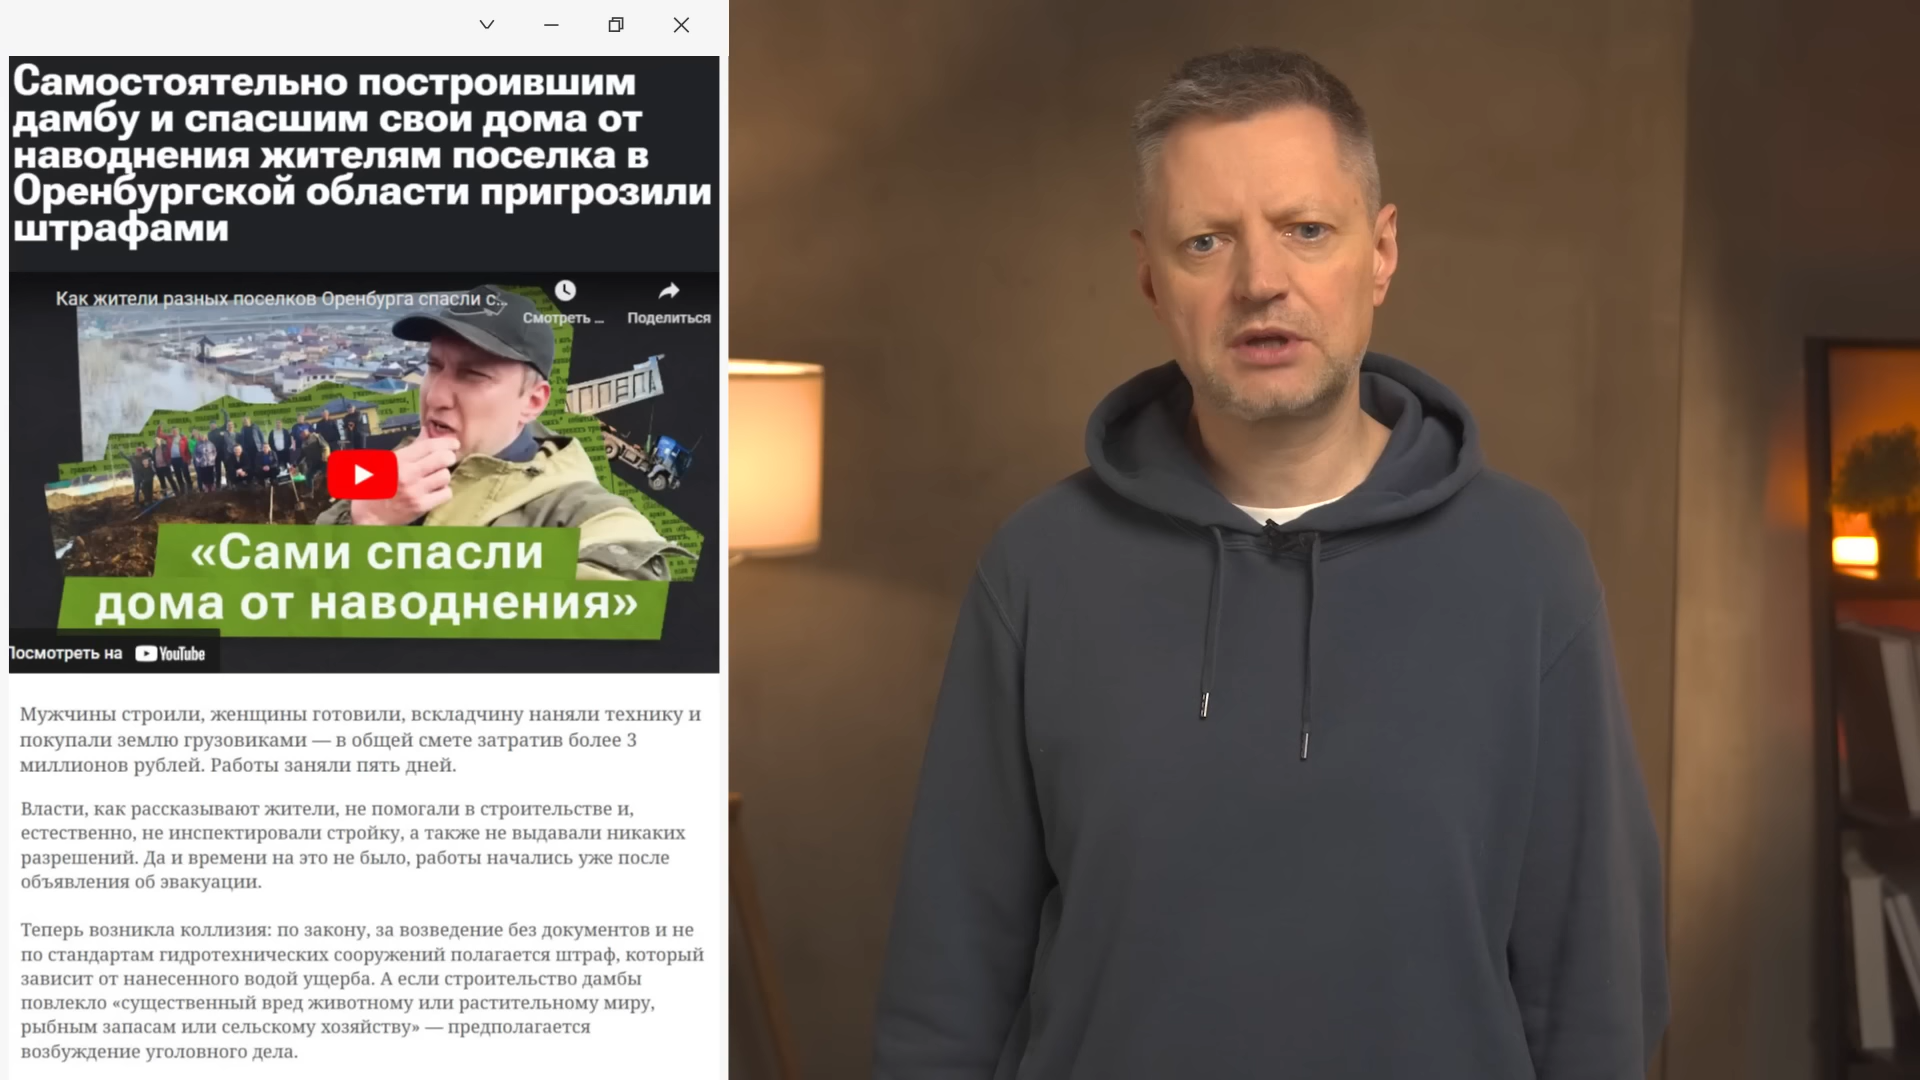 Самостоятельно построившим
дамбу и спасшим свои дома от
наводнения жителям поселка в
Оренбургской области пригрозили
штрафами
Как жители разных поселков Оренбурга спасли с...
Смотреть ...
Поделиться
«Сами спасли
дома от наводнения»
Посмотреть на YouTube
Мужчины строили, женщины готовили, вскладчину наняли технику и
покупали землю грузовиками — в общей смете затратив более 3
миллионов рублей. Работы заняли пять дней.
Власти, как рассказывают жители, не помогали в строительстве и,
естественно, не инспектировали стройку, а также не выдавали никаких
разрешений. Да и времени на это не было, работы начались уже после
объявления об эвакуации.
Теперь возникла коллизия: по закону, за возведение без документов и не
по стандартам гидротехнических сооружений полагается штраф, который
зависит от нанесенного водой ущерба. А если строительство дамбы
повлекло «существенный вред животному или растительному миру,
рыбным запасам или сельскому хозяйству» — предполагается
возбуждение уголовного дела.